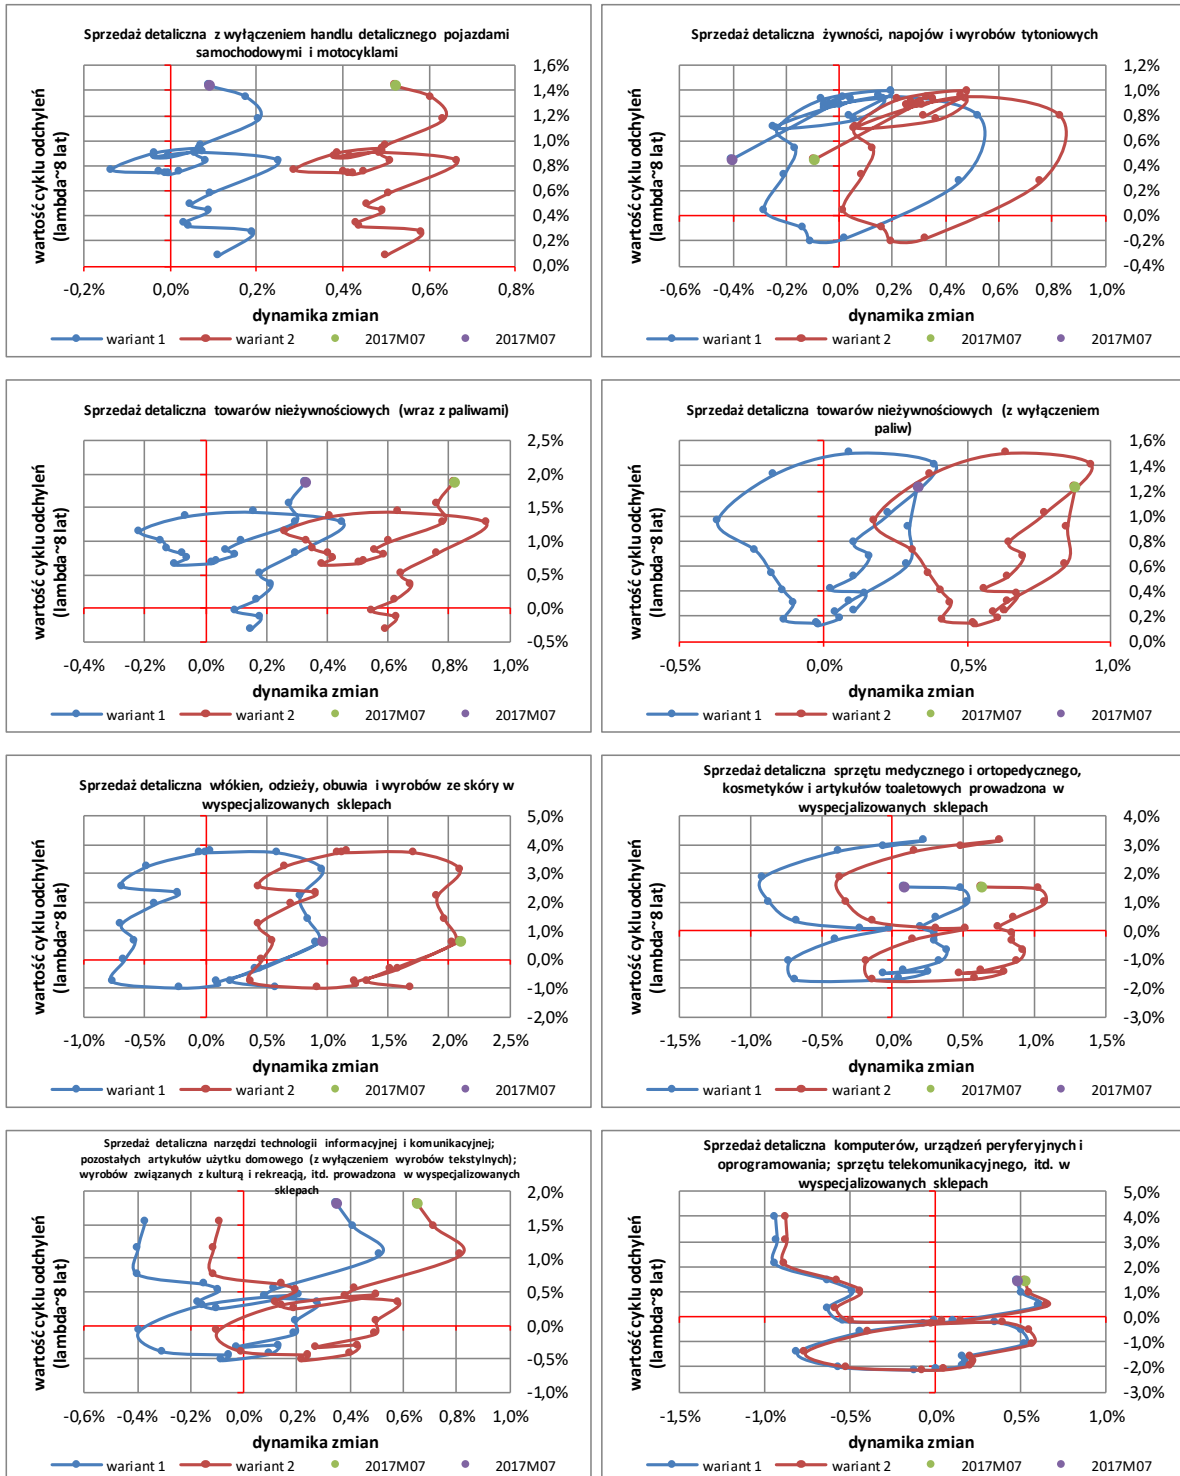 Sprzedaż detaliczna z wyłączeniem handlu detalicznego pojazdami
samochodowymi i motocyklami
1,6%
1,4%
1,2%
1,0%
0,8%
0,6%
0,4%
0,2%
0,0%
wartość cyklu odchyleń
(lambda~8 lat)
-0,2% 0,0% 0,2% 0,4% 0,6% 0,8%
dynamika zmian
wariant 1 wariant 2 2017M07 2017M07
Sprzedaż detaliczna żywności, napojów i wyrobów tytoniowych
1,2%
1,0%
0,8%
0,6%
0,4%
0,2%
0,0%
-0,2%
-0,4%
wartość cyklu odchyleń
(lambda~8 lat)
-0,6% -0,4% -0,2% 0,0% 0,2% 0,4% 0,6% 0,8% 1,0%
dynamika zmian
wariant 1 wariant 2 2017M07 2017M07
Sprzedaż detaliczna towarów nieżywnościowych (wraz z paliwami)
2,5%
2,0%
1,5%
1,0%
0,5%
0,0%
-0,5%
wartość cyklu odchyleń
(lambda~8 lat)
-0,4% -0,2% 0,0% 0,2% 0,4% 0,6% 0,8% 1,0%
dynamika zmian
wariant 1 wariant 2 2017M07 2017M07
Sprzedaż detaliczna towarów nieżywnościowych (z wyłączeniem
paliw)
1,6%
1,4%
1,2%
1,0%
0,8%
0,6%
0,4%
0,2%
0,0%
wartość cyklu odchyleń
(lambda~8 lat)
-0,5% 0,0% 0,5% 1,0%
dynamika zmian
wariant 1 wariant 2 2017M07 2017M07
Sprzedaż detaliczna włókien, odzieży, obuwia i wyrobów ze skóry w
wyspecjalizowanych sklepach
5,0%
4,0%
3,0%
2,0%
1,0%
0,0%
-1,0%
-2,0%
wartość cyklu odchyleń
(lambda~8 lat)
-1,0% -0,5% 0,0% 0,5% 1,0% 1,5% 2,0% 2,5%
dynamika zmian
wariant 1 wariant 2 2017M07 2017M07
Sprzedaż detaliczna sprzętu medycznego i ortopedycznego,
kosmetyków i artykułów toaletowych prowadzona w
wyspecjalizowanych sklepach
4,0%
3,0%
2,0%
1,0%
0,0%
-1,0%
-2,0%
-3,0%
wartość cyklu odchyleń
(lambda~8 lat)
-1,5% -1,0% -0,5% 0,0% 0,5% 1,0% 1,5%
dynamika zmian
wariant 1 wariant 2 2017M07 2017M07
Sprzedaż detaliczna narzędzi technologii informacyjnej i komunikacyjnej;
pozostałych artykułów użytku domowego (z wyłączeniem wyrobów tekstylnych);
wyrobów związanych z kulturą i rekreacją, itd. prowadzona w wyspecjalizowanych
sklepach
2,0%
1,5%
1,0%
0,5%
0,0%
-0,5%
-1,0%
wartość cyklu odchyleń
(lambda~8 lat)
-0,6% -0,4% -0,2% 0,0% 0,2% 0,4% 0,6% 0,8% 1,0%
dynamika zmian
wariant 1 wariant 2 2017M07 2017M07
Sprzedaż detaliczna komputerów, urządzeń peryferyjnych i
oprogramowania; sprzętu telekomunikacyjnego, itd. w
wyspecjalizowanych sklepach
5,0%
4,0%
3,0%
2,0%
1,0%
0,0%
-1,0%
-2,0%
-3,0%
wartość cyklu odchyleń
(lambda~8 lat)
-1,5% -1,0% -0,5% 0,0% 0,5% 1,0%
dynamika zmian
wariant 1 wariant 2 2017M07 2017M07